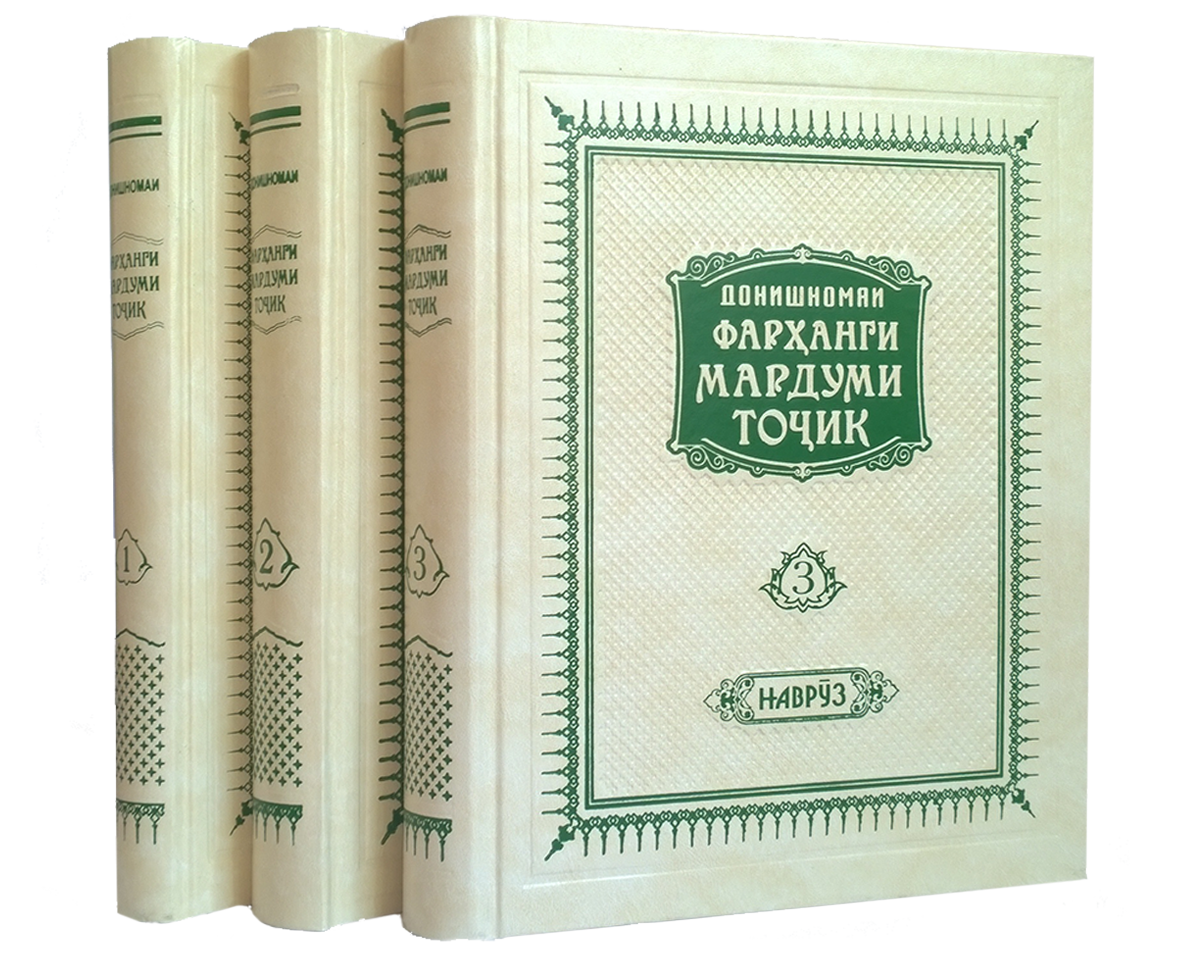 ДОНИШНОМАИ
ФАРҲАНГИ
МАРДУМИ
ТОҶИК
1
ДОНИШНОМАИ
ФАРҲАНГИ
МАРДУМИ
ТОҶИК
2
ДОНИШНОМАИ
ФАРҲАНГИ
МАРДУМИ
ТОҶИК
3
ДОНИШНОМАИ
ФАРҲАНГИ
МАРДУМИ
ТОҶИК
3
НАВРӮЗ